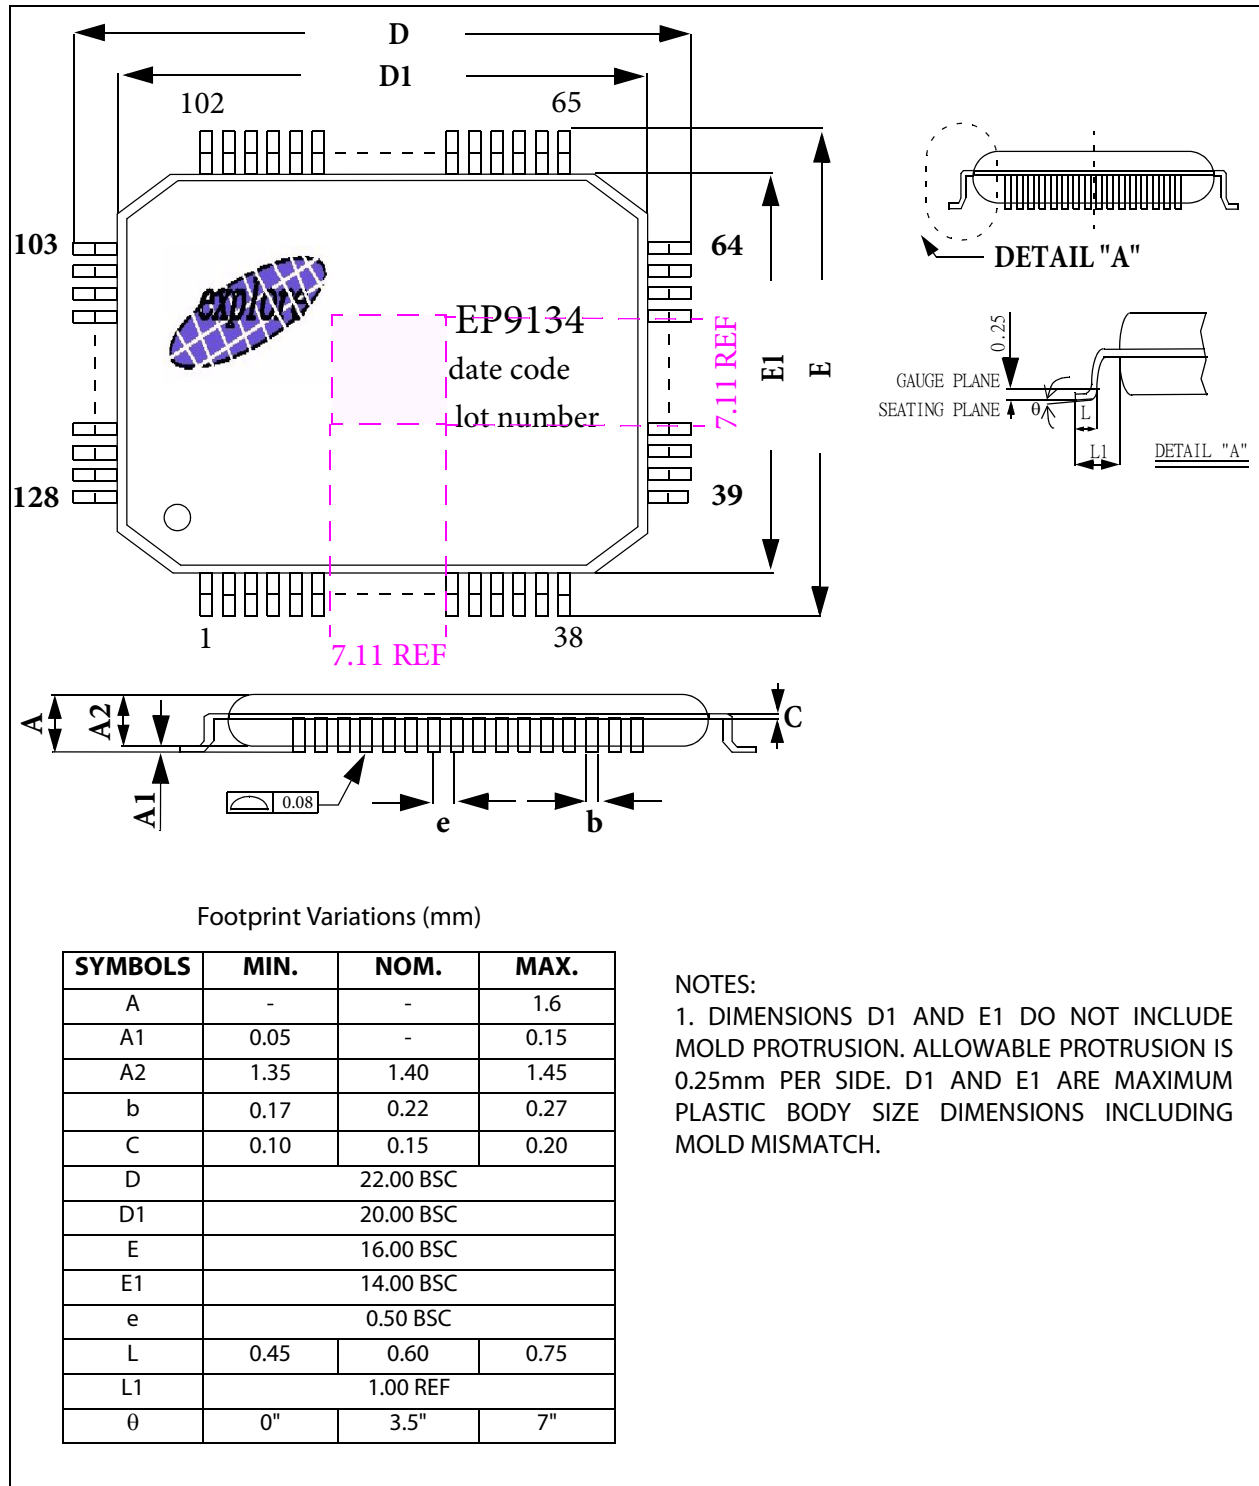 D
D1
102
65
103
64
explore
EP9134
date code
lot number
7.11 REF
E1
E
128
39
1
38
7.11 REF
DETAIL "A"
0.25
GAUGE PLANE
SEATING PLANE
θ
L
L1
DETAIL "A"
A
A2
A1
C
0.08
e
b
Footprint Variations (mm)
SYMBOLS MIN. NOM. MAX.
A - - 1.6
A1 0.05 - 0.15
A2 1.35 1.40 1.45
b 0.17 0.22 0.27
C 0.10 0.15 0.20
D 22.00 BSC
D1 20.00 BSC
E 16.00 BSC
E1 14.00 BSC
e 0.50 BSC
L 0.45 0.60 0.75
L1 1.00 REF
θ 0" 3.5" 7"
NOTES:
1. DIMENSIONS D1 AND E1 DO NOT INCLUDE
MOLD PROTRUSION. ALLOWABLE PROTRUSION IS
0.25mm PER SIDE. D1 AND E1 ARE MAXIMUM
PLASTIC BODY SIZE DIMENSIONS INCLUDING
MOLD MISMATCH.